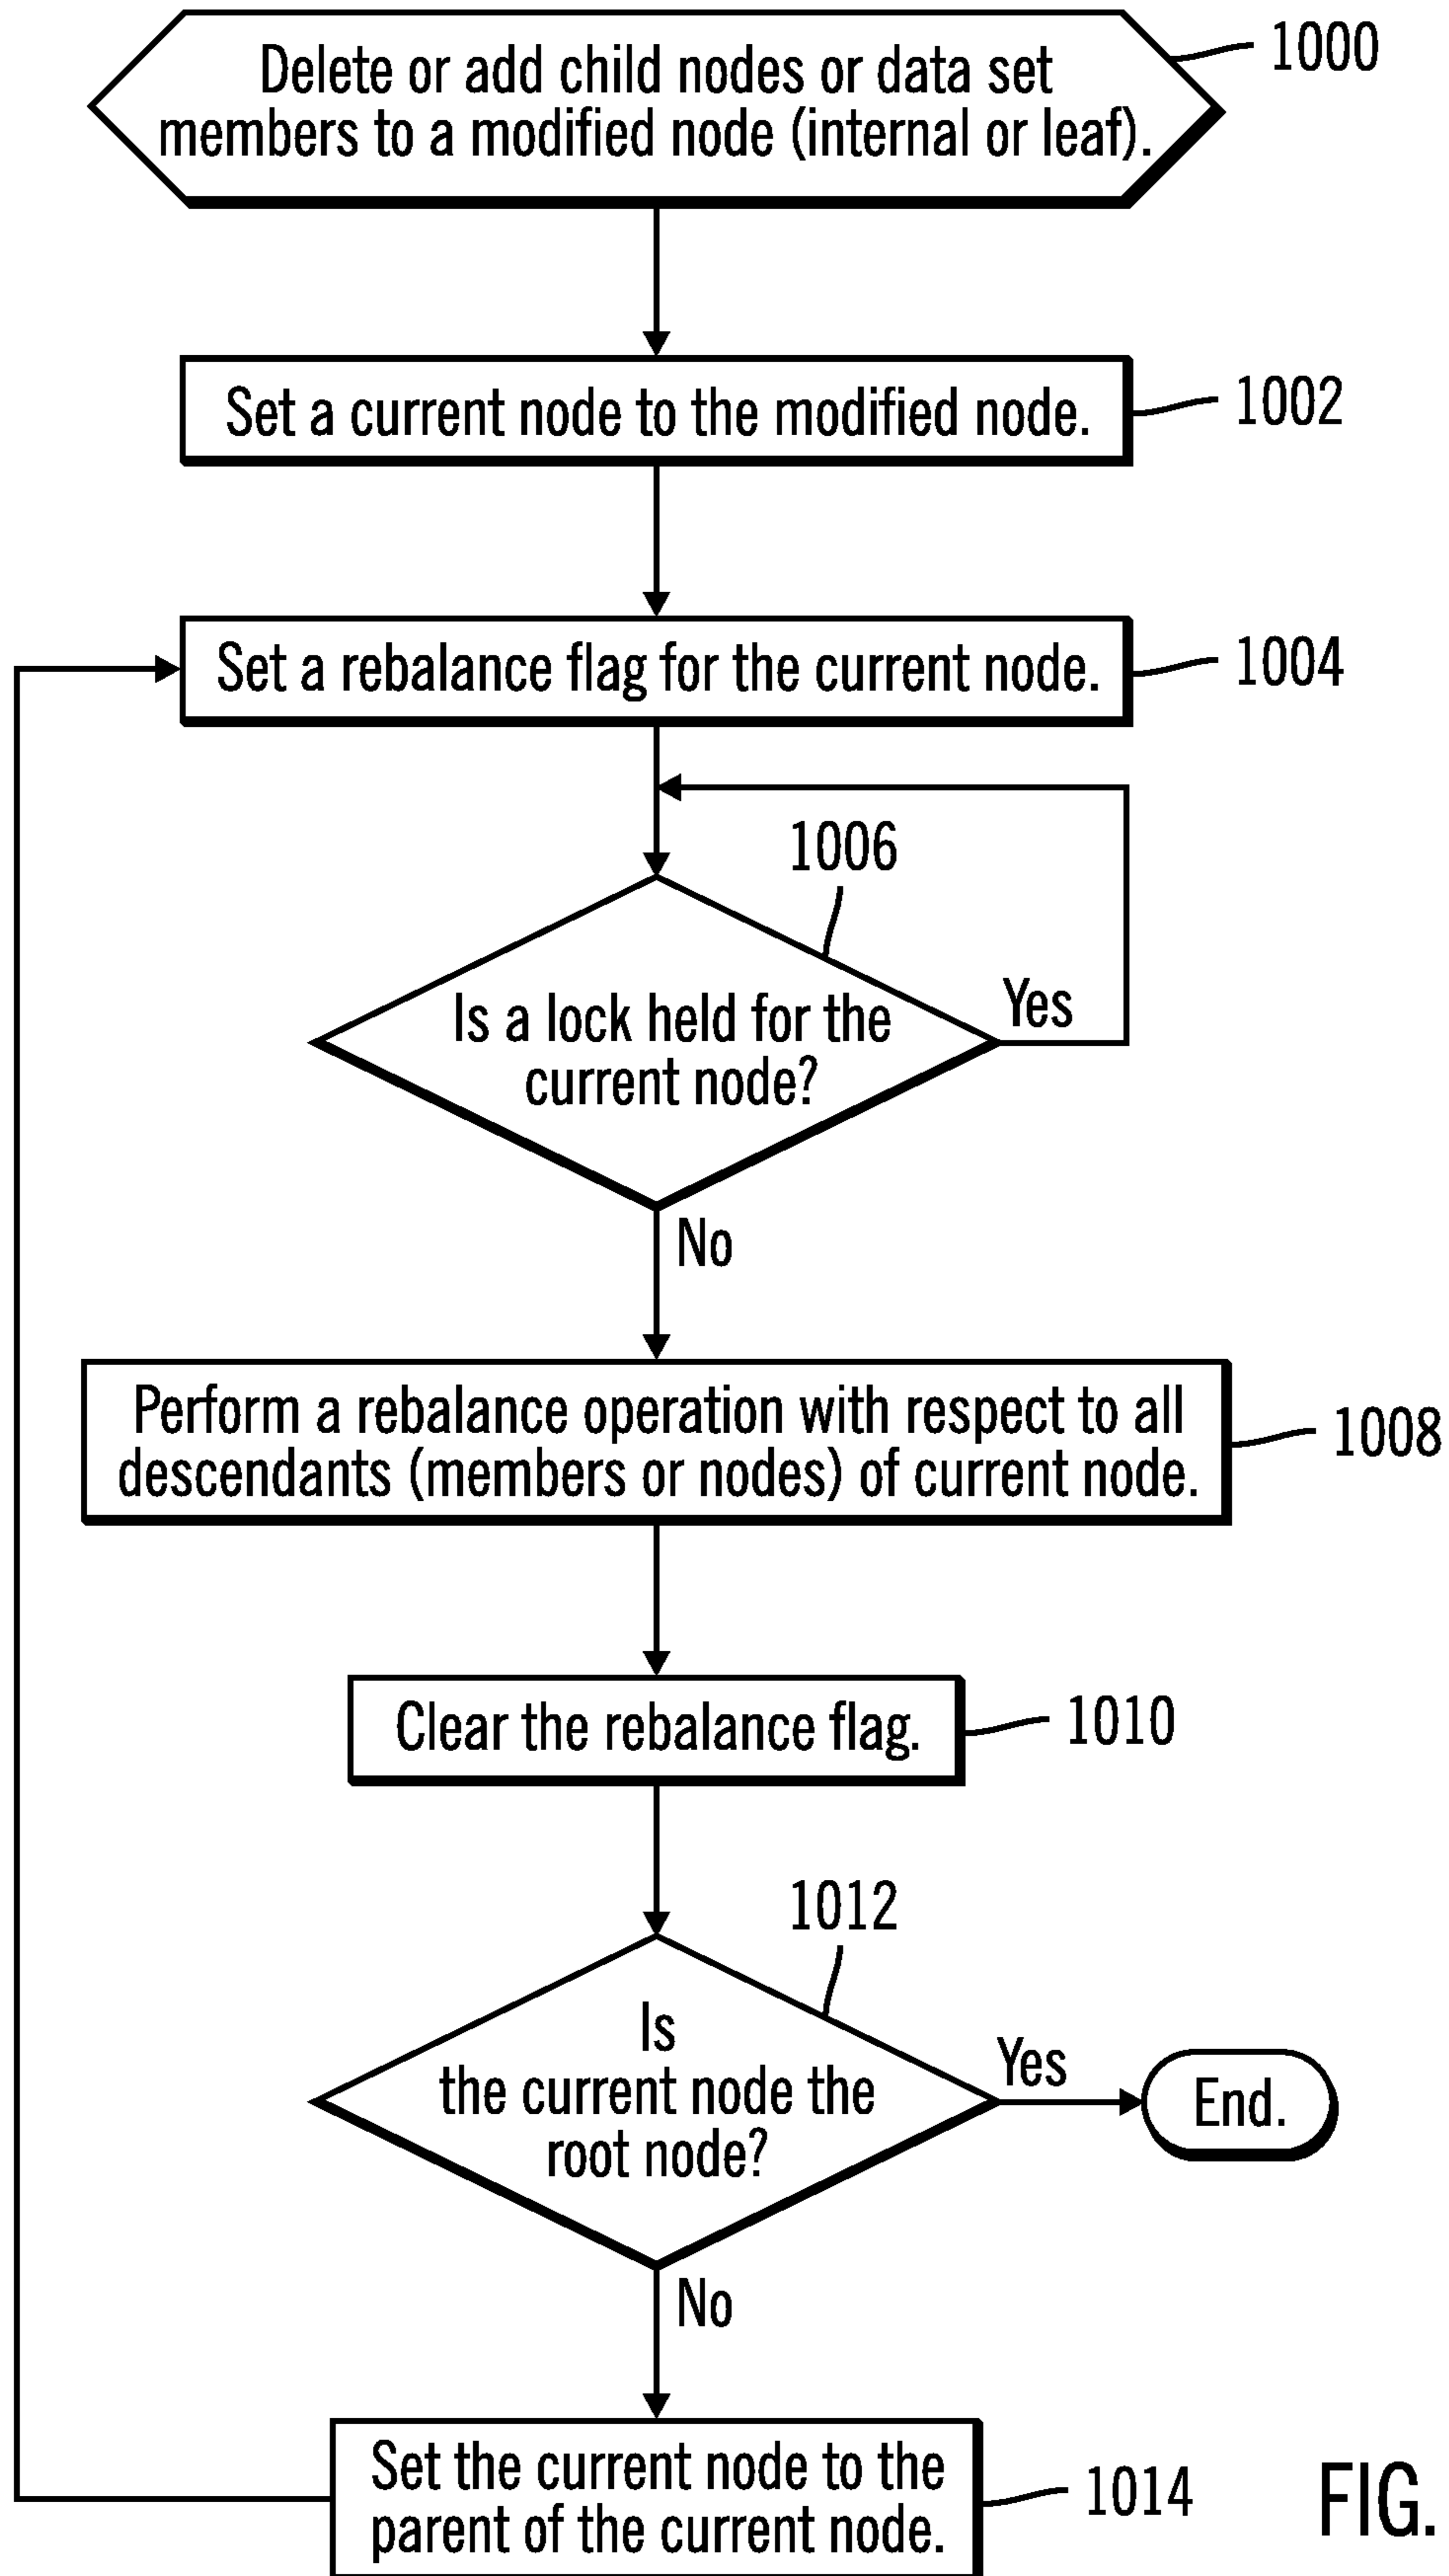 Delete or add child nodes or data set
members to a modified node (internal or leaf).
1000
Set a current node to the modified node.
1002
Set a rebalance flag for the current node.
1004
1006
Is a lock held for the
current node?
Yes
No
Perform a rebalance operation with respect to all
descendants (members or nodes) of current node.
1008
Clear the rebalance flag.
1010
1012
Is
the current node the
root node?
Yes
End.
No
Set the current node to the
parent of the current node.
1014
FIG.